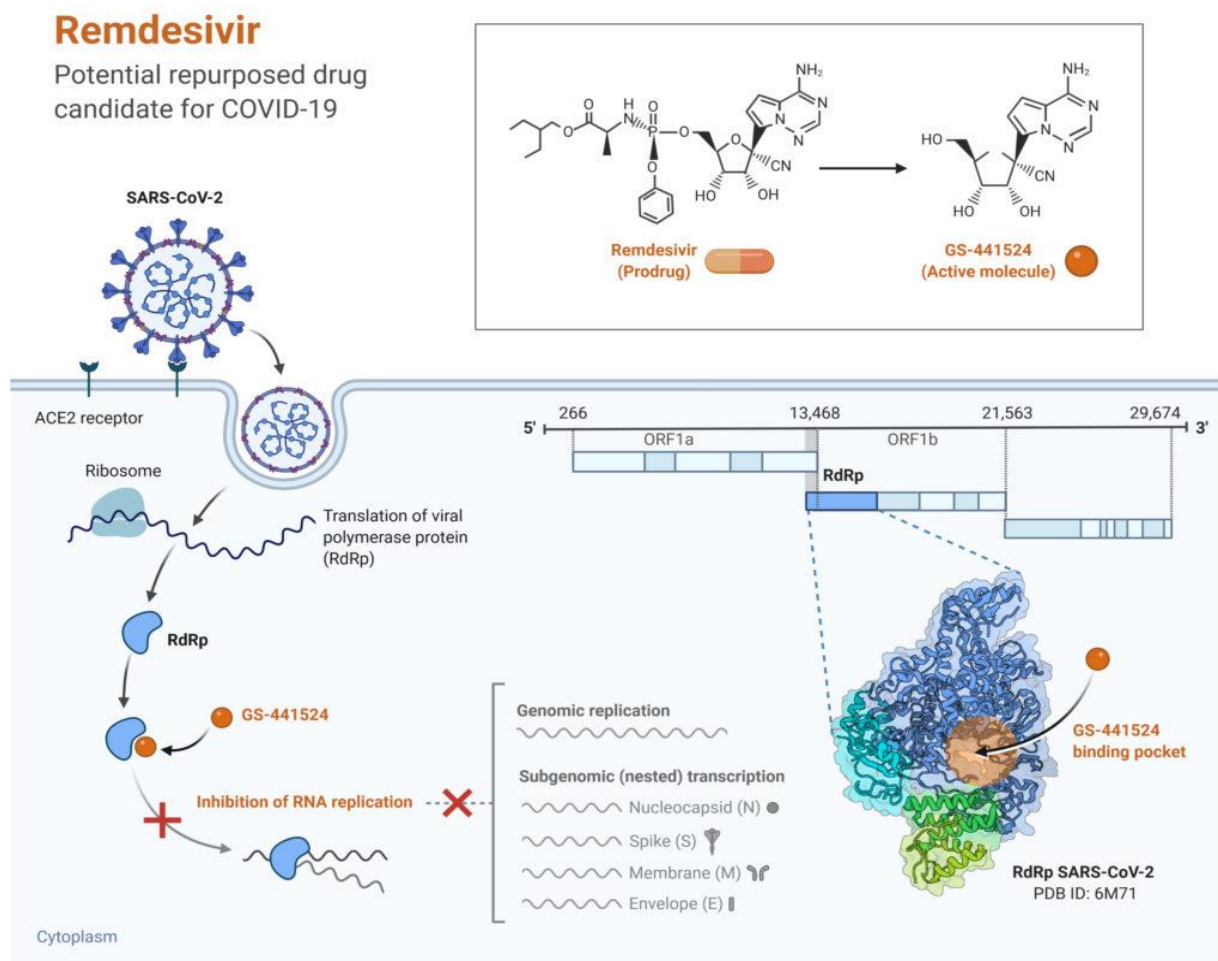 Remdesivir
Potential repurposed drug
candidate for COVID-19
SARS-CoV-2
ACE2 receptor
Ribosome
Translation of viral
polymerase protein
(RdRp)
RdRp
GS-441524
Inhibition of RNA replication
Cytoplasm
O
O
H
N
O
P
O
O
O
NH₂
N
N
N
CN
HO
OH
Remdesivir
(Prodrug)
NH₂
N
N
N
HO
CN
HO
OH
GS-441524
(Active molecule)
266
13,468
21,563
29,674
5'
3'
ORF1a
ORF1b
RdRp
Genomic replication
Subgenomic (nested) transcription
Nucleocapsid (N)
Spike (S)
Membrane (M)
Envelope (E)
GS-441524
binding pocket
RdRp SARS-CoV-2
PDB ID: 6M71